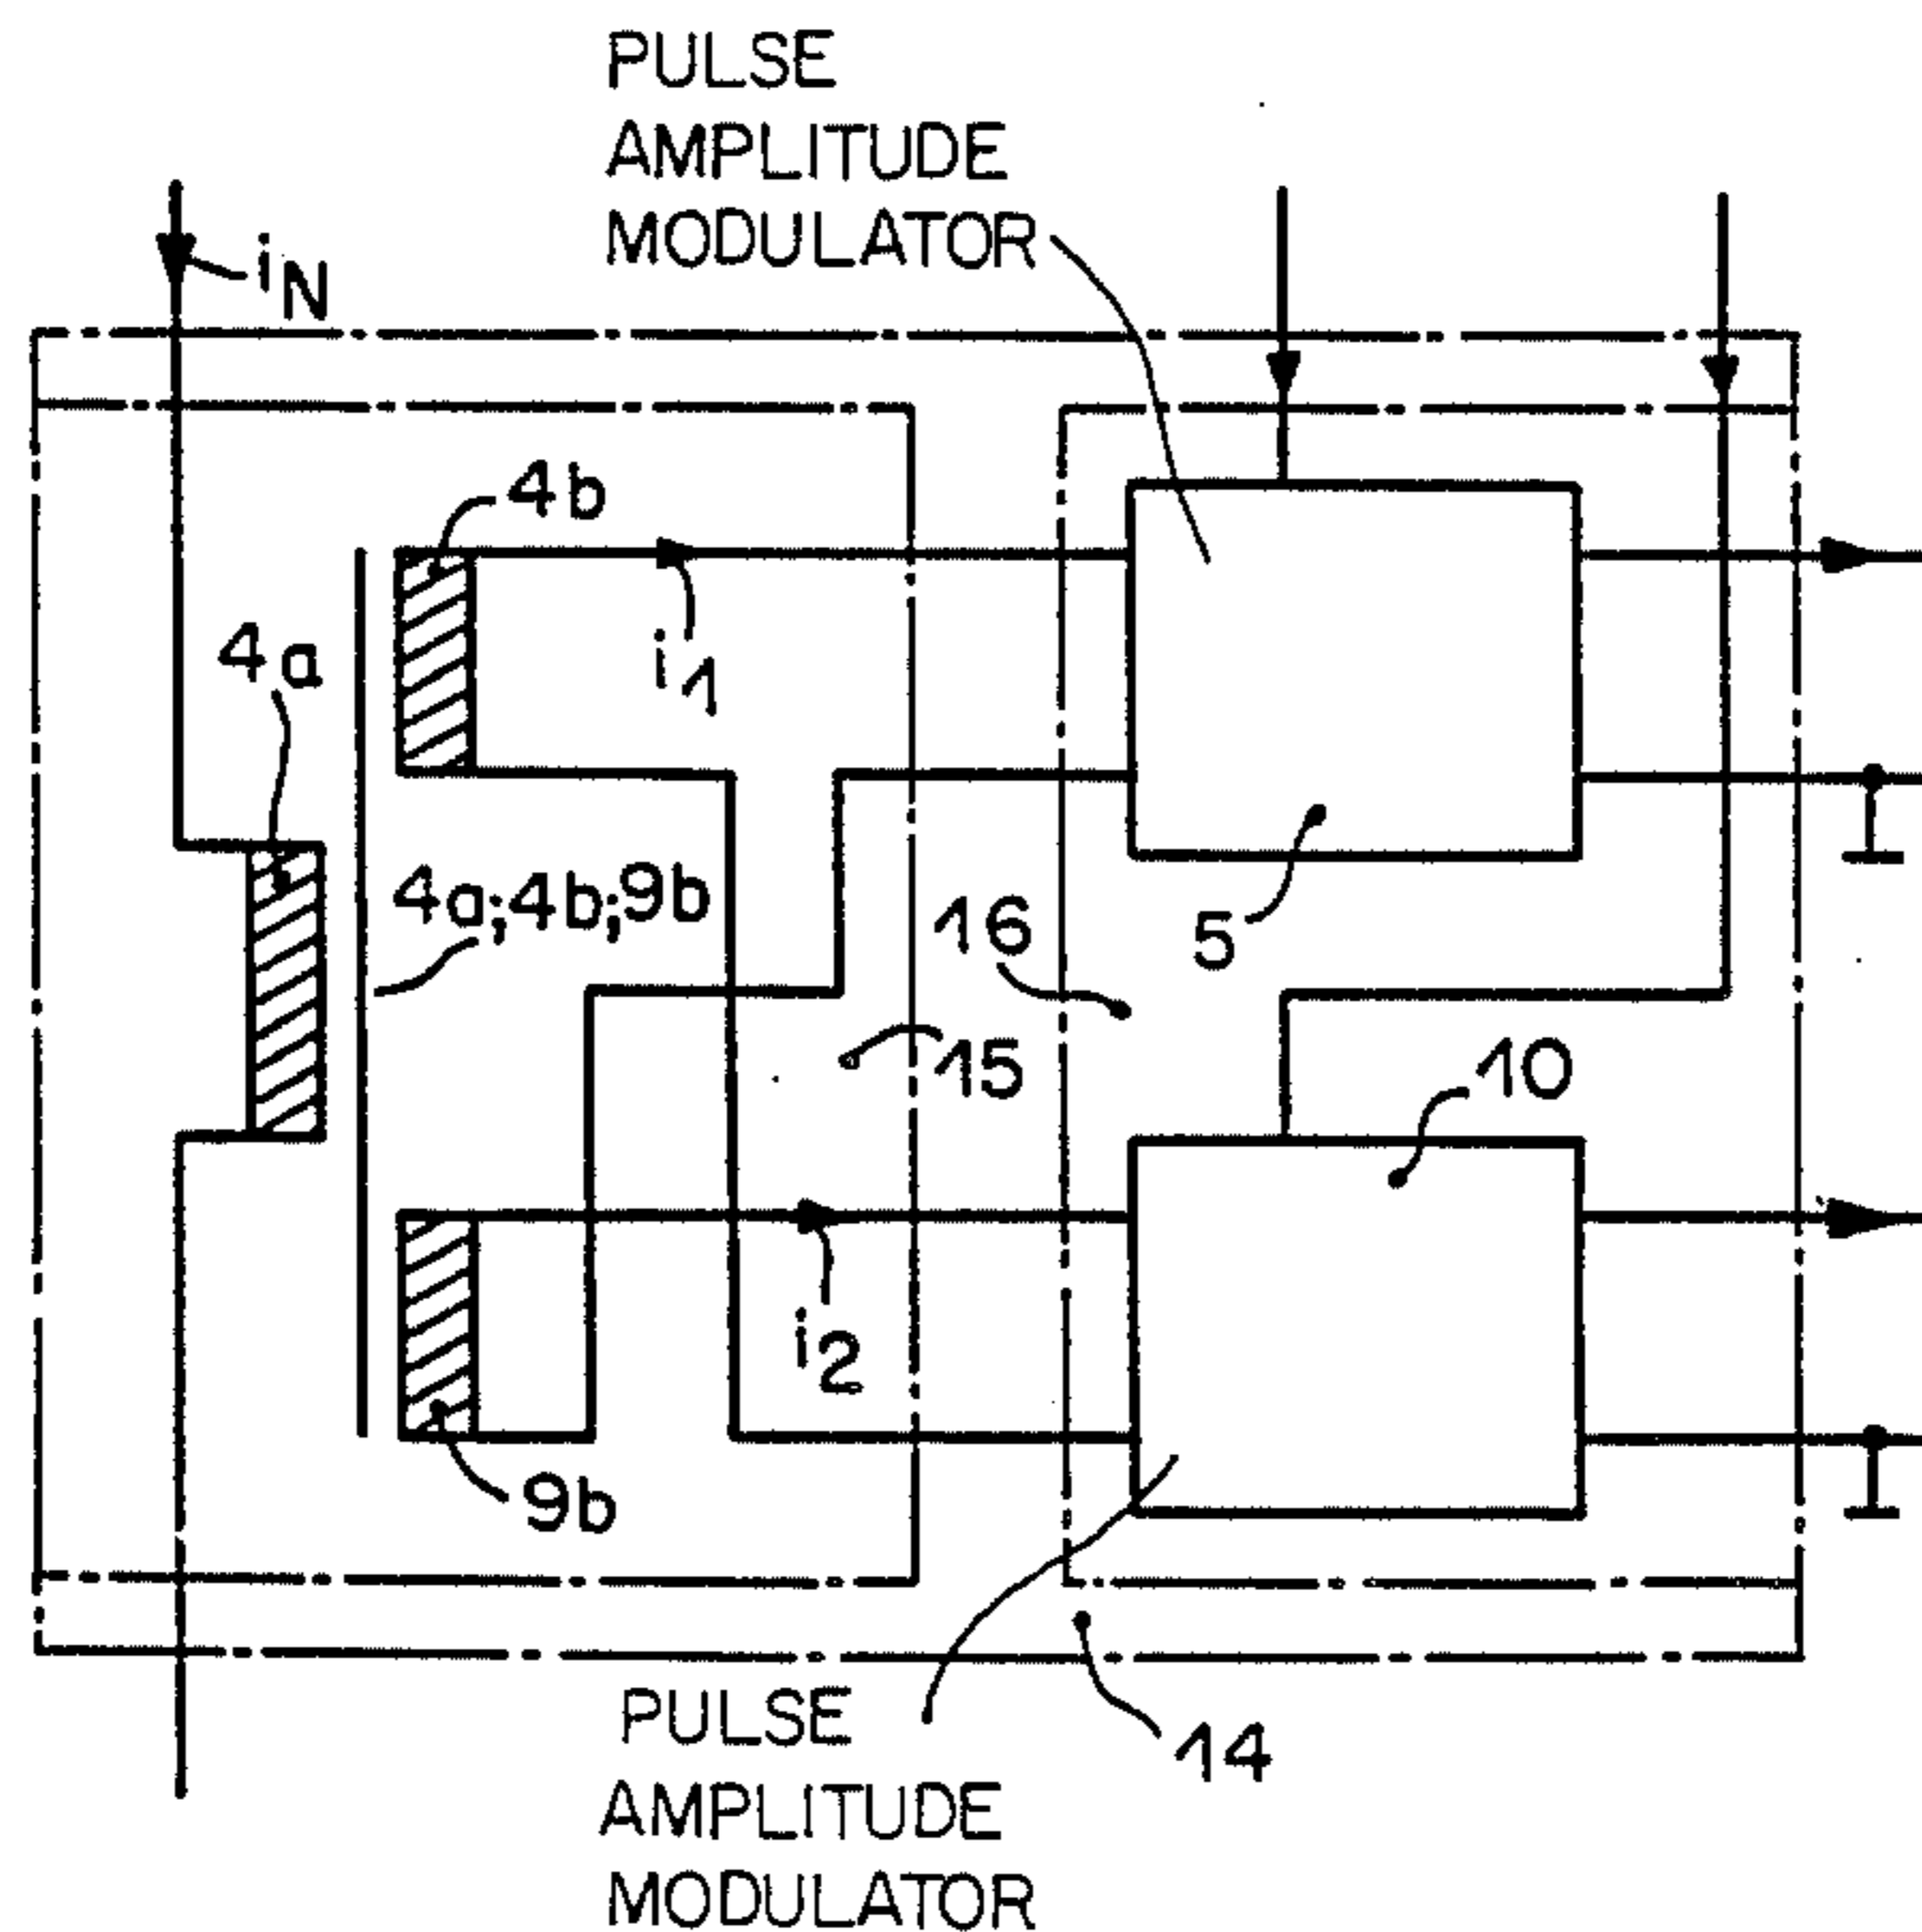 PULSE
AMPLITUDE
MODULATOR
iN
4b
i1
4a
4a;4b;9b
16
5
15
10
i2
9b
14
PULSE
AMPLITUDE
MODULATOR